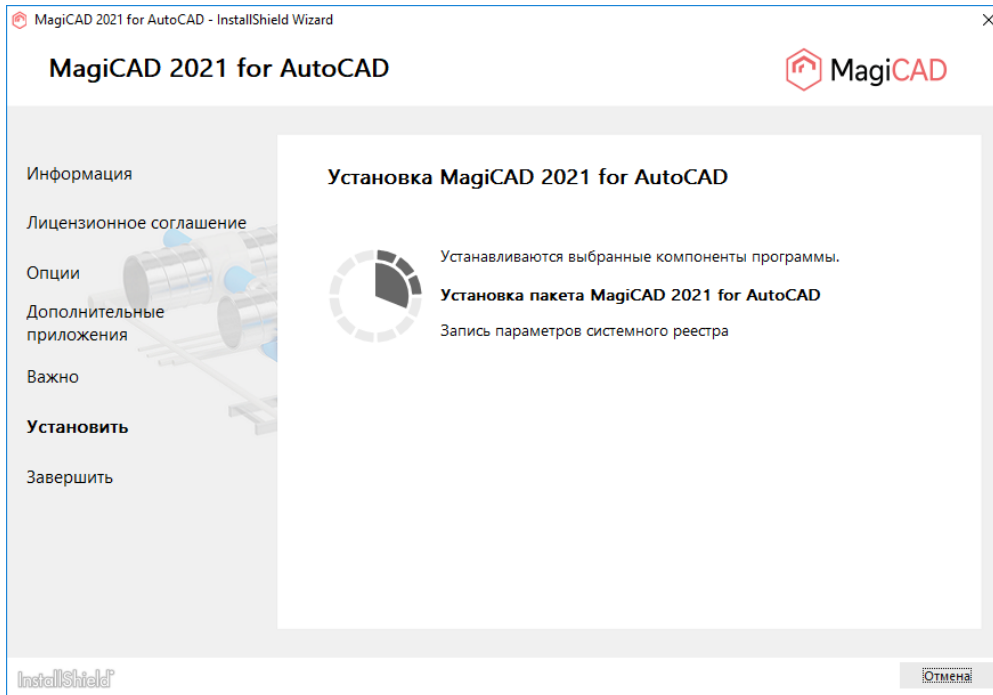 MagiCAD 2021 for AutoCAD - InstallShield Wizard
MagiCAD 2021 for AutoCAD
MagiCAD
Информация
Лицензионное соглашение
Опции
Дополнительные
приложения
Важно
Установить
Завершить
Установка MagiCAD 2021 for AutoCAD
Устанавливаются выбранные компоненты программы.
Установка пакета MagiCAD 2021 for AutoCAD
Запись параметров системного реестра
InstallShield
Отмена